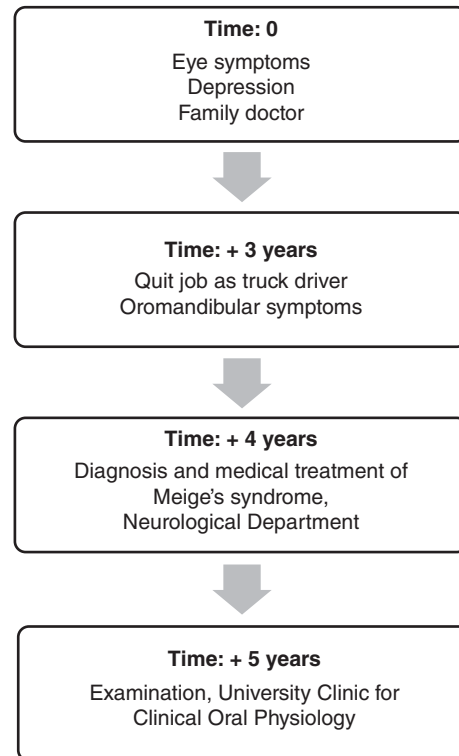 Time: 0
Eye symptoms
Depression
Family doctor
Time: + 3 years
Quit job as truck driver
Oromandibular symptoms
Time: + 4 years
Diagnosis and medical treatment of
Meige’s syndrome,
Neurological Department
Time: + 5 years
Examination, University Clinic for
Clinical Oral Physiology